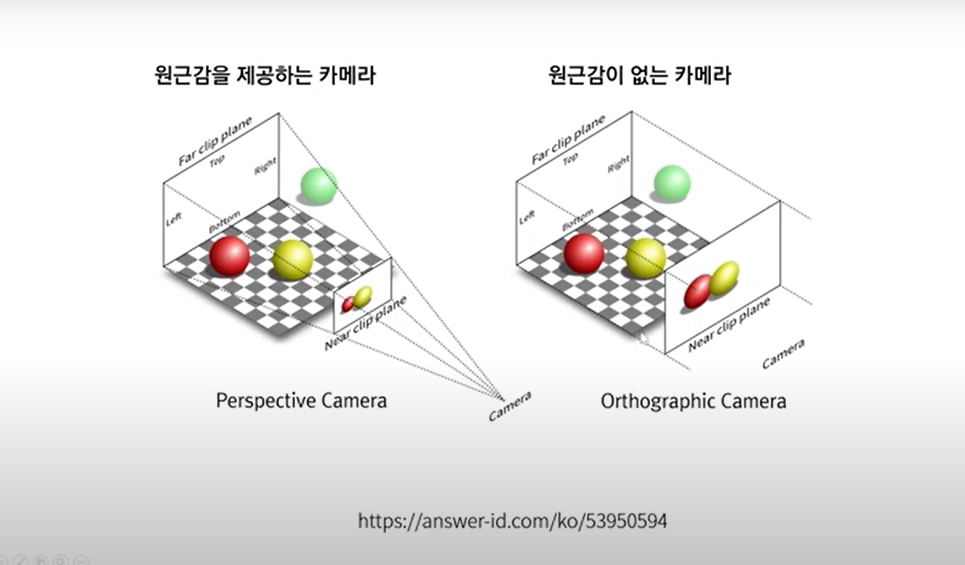 원근감을 제공하는 카메라
Far clip plane
Top
Right
Left
Bottom
Near clip plane
Camera
Perspective Camera
원근감이 없는 카메라
Far clip plane
Top
Right
Left
Bottom
Near clip plane
Camera
Orthographic Camera
https://answer-id.com/ko/53950594